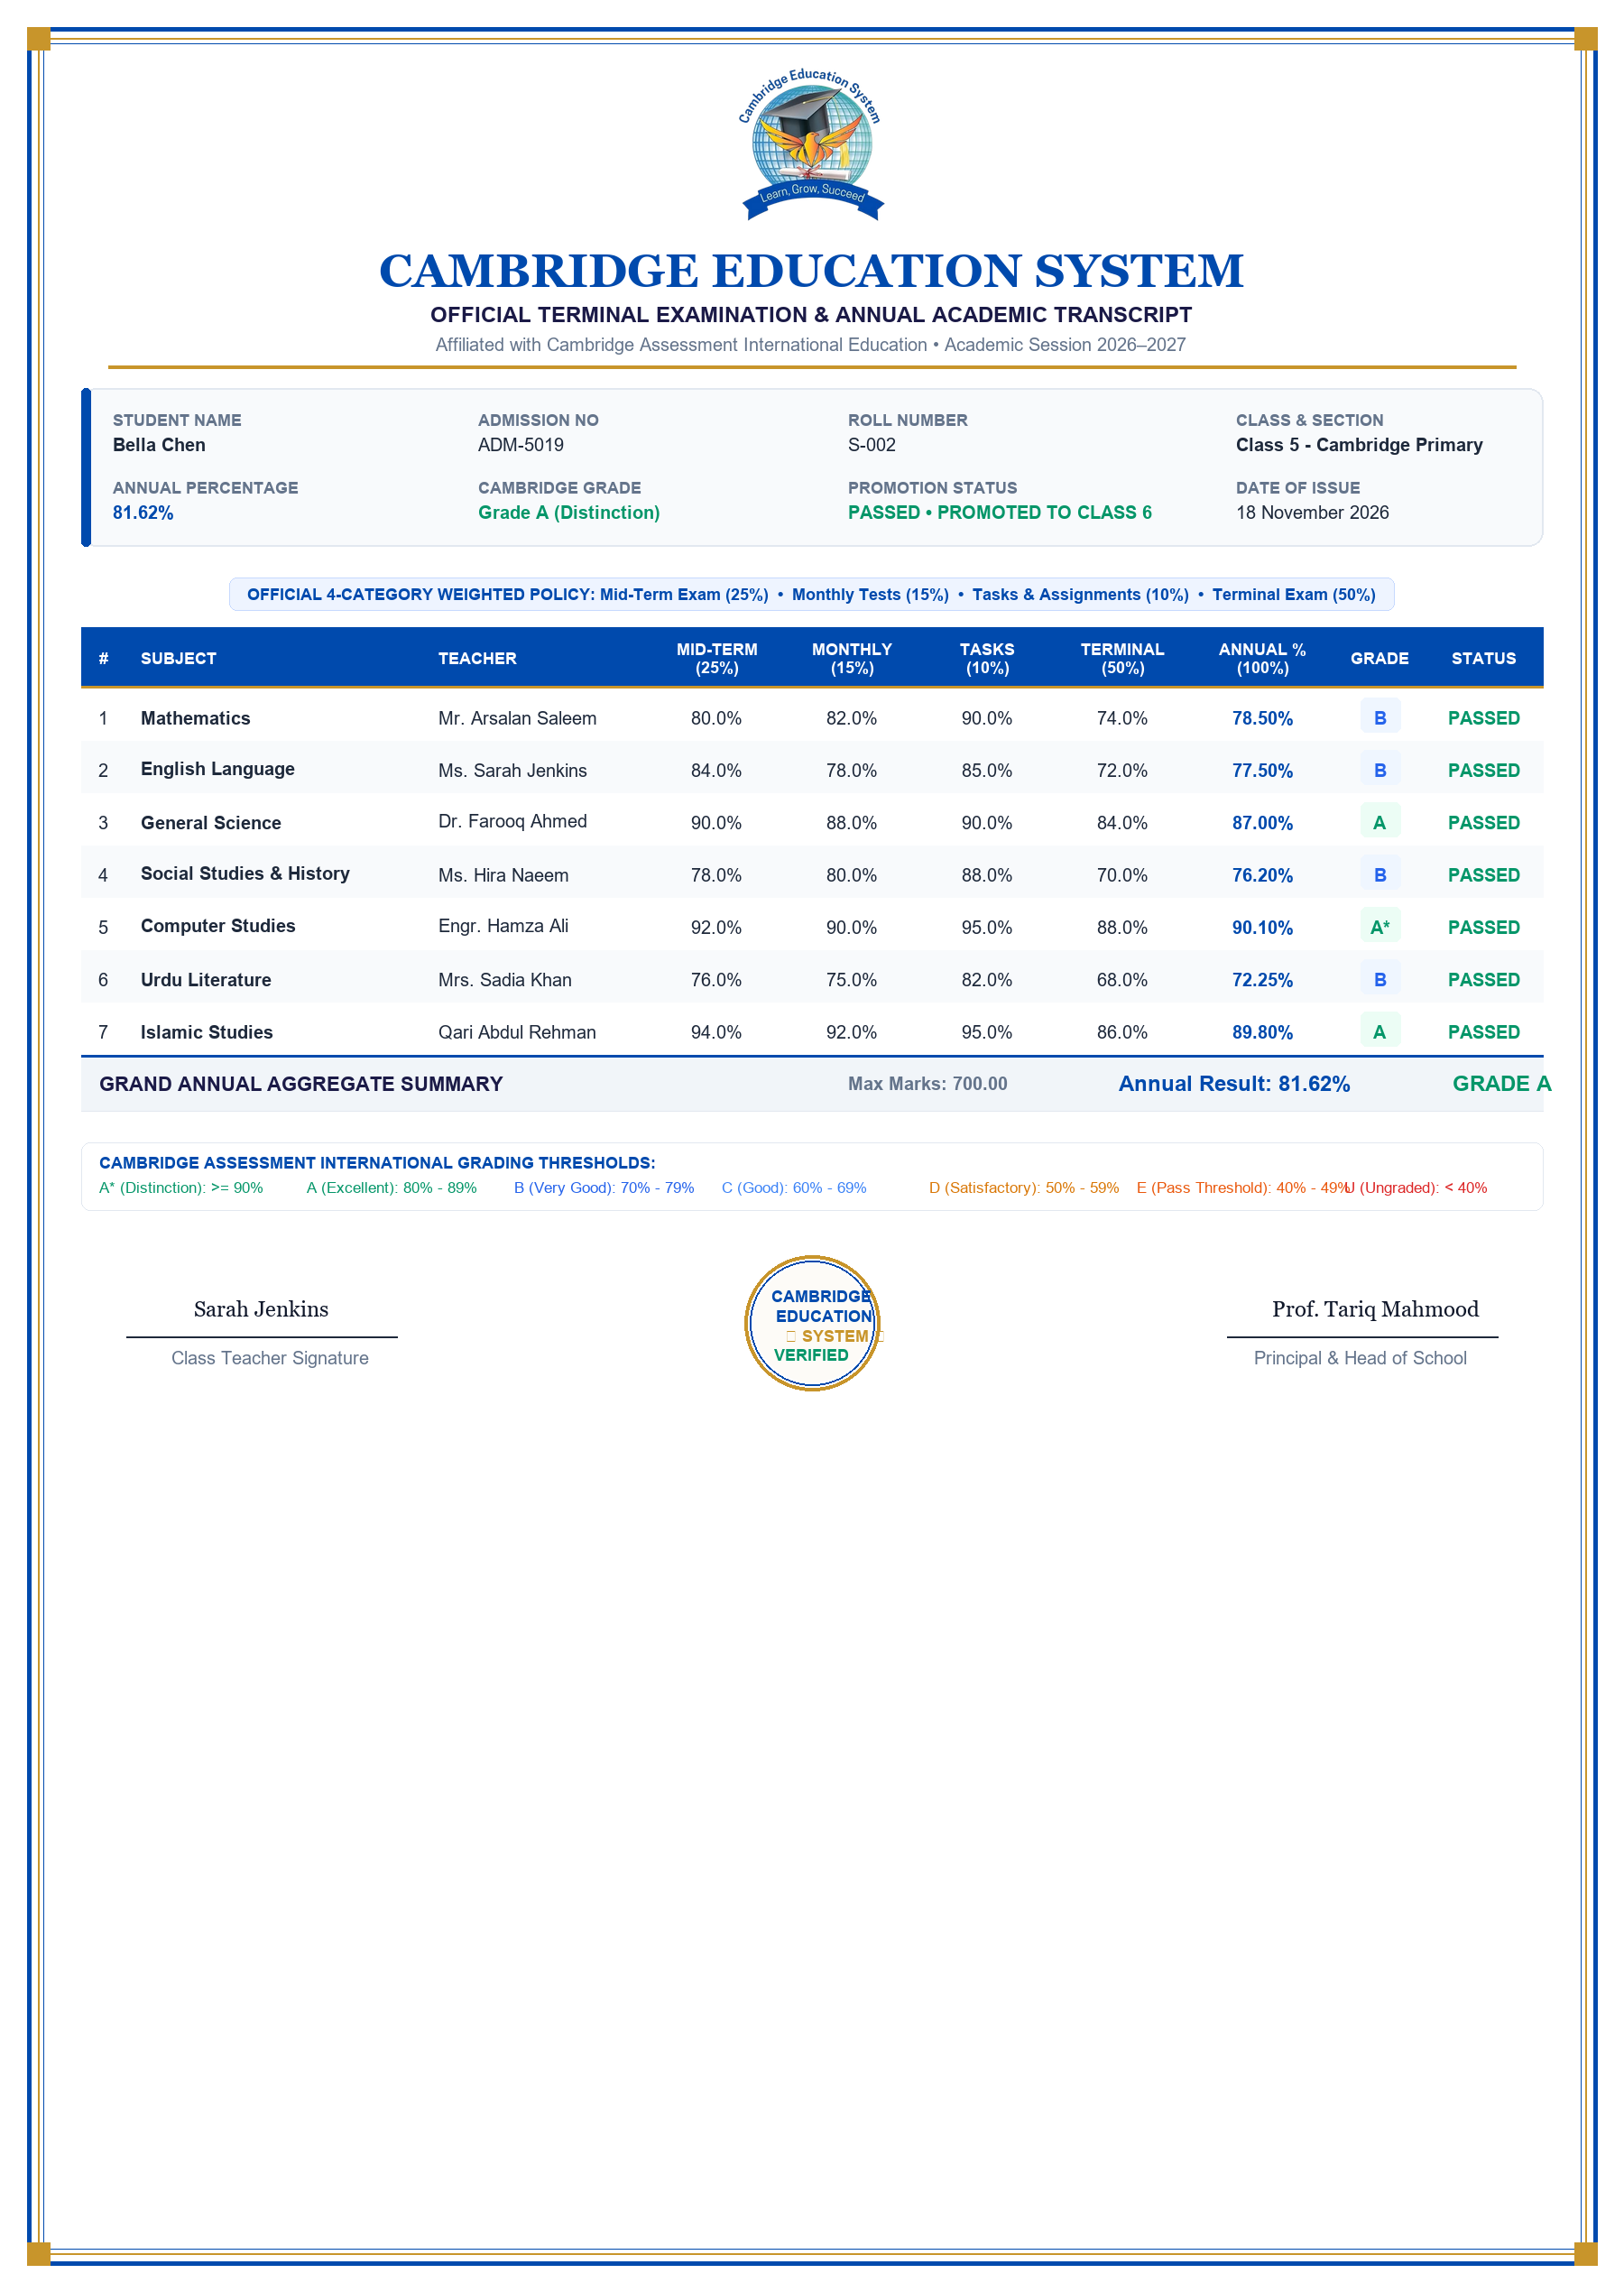 Cambridge Education System
Learn, Grow, Succeed
CAMBRIDGE EDUCATION SYSTEM
OFFICIAL TERMINAL EXAMINATION & ANNUAL ACADEMIC TRANSCRIPT
Affiliated with Cambridge Assessment International Education • Academic Session 2026–2027
STUDENT NAME ADMISSION NO ROLL NUMBER CLASS & SECTION
Bella Chen ADM-5019 S-002 Class 5 - Cambridge Primary
ANNUAL PERCENTAGE CAMBRIDGE GRADE PROMOTION STATUS DATE OF ISSUE
81.62% Grade A (Distinction) PASSED • PROMOTED TO CLASS 6 18 November 2026
OFFICIAL 4-CATEGORY WEIGHTED POLICY: Mid-Term Exam (25%) • Monthly Tests (15%) • Tasks & Assignments (10%) • Terminal Exam (50%)
# SUBJECT TEACHER MID-TERM (25%) MONTHLY (15%) TASKS (10%) TERMINAL (50%) ANNUAL % (100%) GRADE STATUS
1 Mathematics Mr. Arsalan Saleem 80.0% 82.0% 90.0% 74.0% 78.50% B PASSED
2 English Language Ms. Sarah Jenkins 84.0% 78.0% 85.0% 72.0% 77.50% B PASSED
3 General Science Dr. Farooq Ahmed 90.0% 88.0% 90.0% 84.0% 87.00% A PASSED
4 Social Studies & History Ms. Hira Naeem 78.0% 80.0% 88.0% 70.0% 76.20% B PASSED
5 Computer Studies Engr. Hamza Ali 92.0% 90.0% 95.0% 88.0% 90.10% A* PASSED
6 Urdu Literature Mrs. Sadia Khan 76.0% 75.0% 82.0% 68.0% 72.25% B PASSED
7 Islamic Studies Qari Abdul Rehman 94.0% 92.0% 95.0% 86.0% 89.80% A PASSED
GRAND ANNUAL AGGREGATE SUMMARY Max Marks: 700.00 Annual Result: 81.62% GRADE A
CAMBRIDGE ASSESSMENT INTERNATIONAL GRADING THRESHOLDS:
A* (Distinction): >= 90% A (Excellent): 80% - 89% B (Very Good): 70% - 79% C (Good): 60% - 69% D (Satisfactory): 50% - 59% E (Pass Threshold): 40% - 49% U (Ungraded): < 40%
Sarah Jenkins
Class Teacher Signature
CAMBRIDGE
EDUCATION
SYSTEM
VERIFIED
Prof. Tariq Mahmood
Principal & Head of School